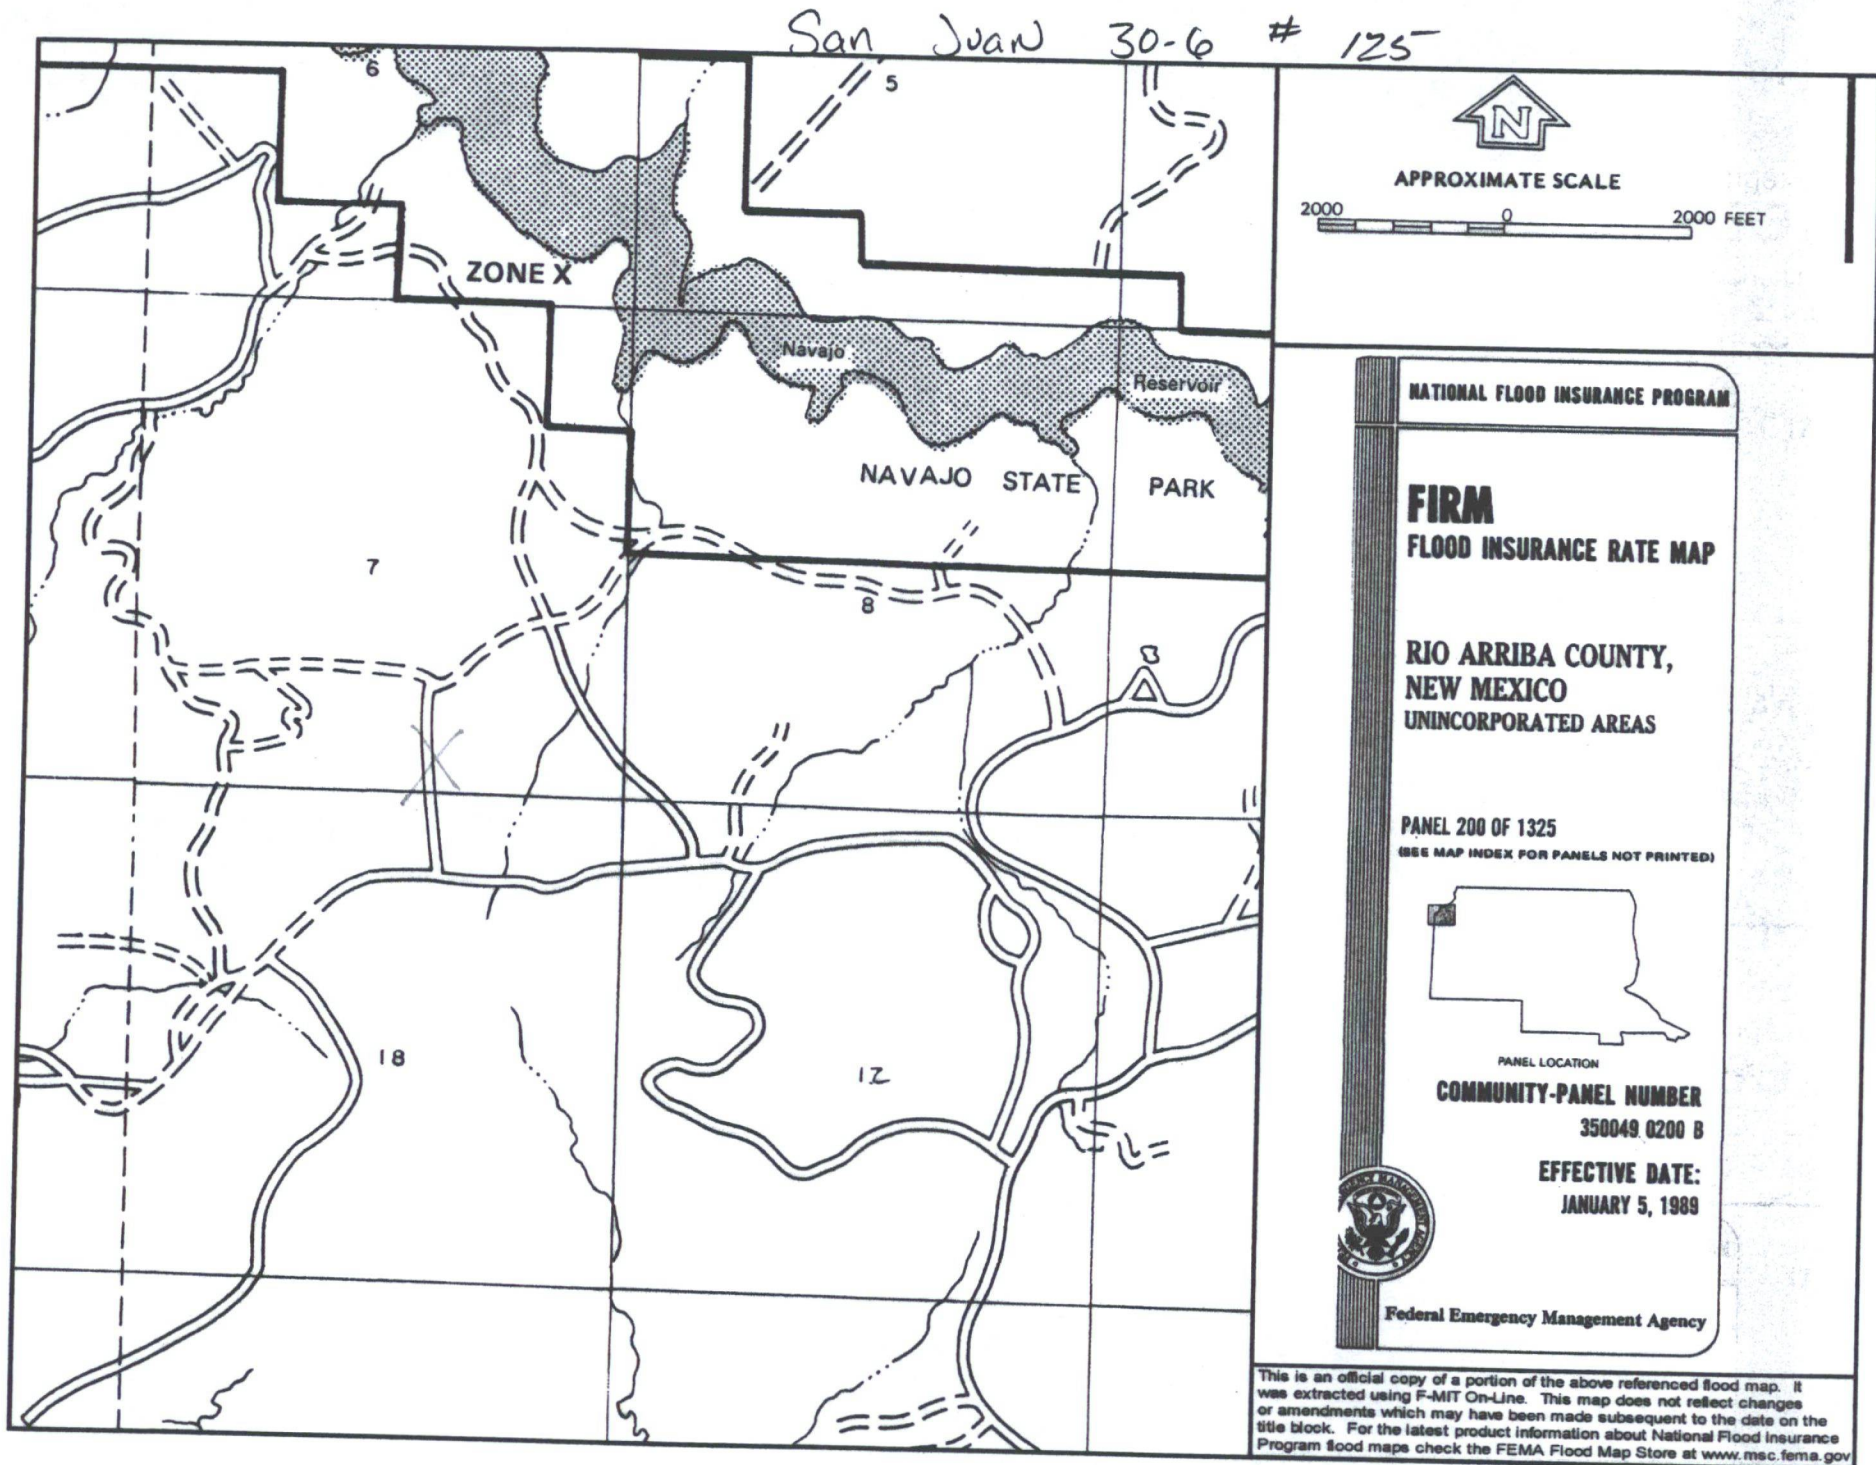 San Juan 30-6 # 125
6
5
ZONE X
Navajo
Reservoir
NAVAJO STATE PARK
7
8
18
12
N
APPROXIMATE SCALE
2000 0 2000 FEET
NATIONAL FLOOD INSURANCE PROGRAM
FIRM
FLOOD INSURANCE RATE MAP
RIO ARRIBA COUNTY,
NEW MEXICO
UNINCORPORATED AREAS
PANEL 200 OF 1325
(SEE MAP INDEX FOR PANELS NOT PRINTED)
PANEL LOCATION
COMMUNITY-PANEL NUMBER
350049 0200 B
EFFECTIVE DATE:
JANUARY 5, 1989
Federal Emergency Management Agency
This is an official copy of a portion of the above referenced flood map. It
was extracted using F-MIT On-Line. This map does not reflect changes
or amendments which may have been made subsequent to the date on the
title block. For the latest product information about National Flood Insurance
Program flood maps check the FEMA Flood Map Store at www.msc.fema.gov